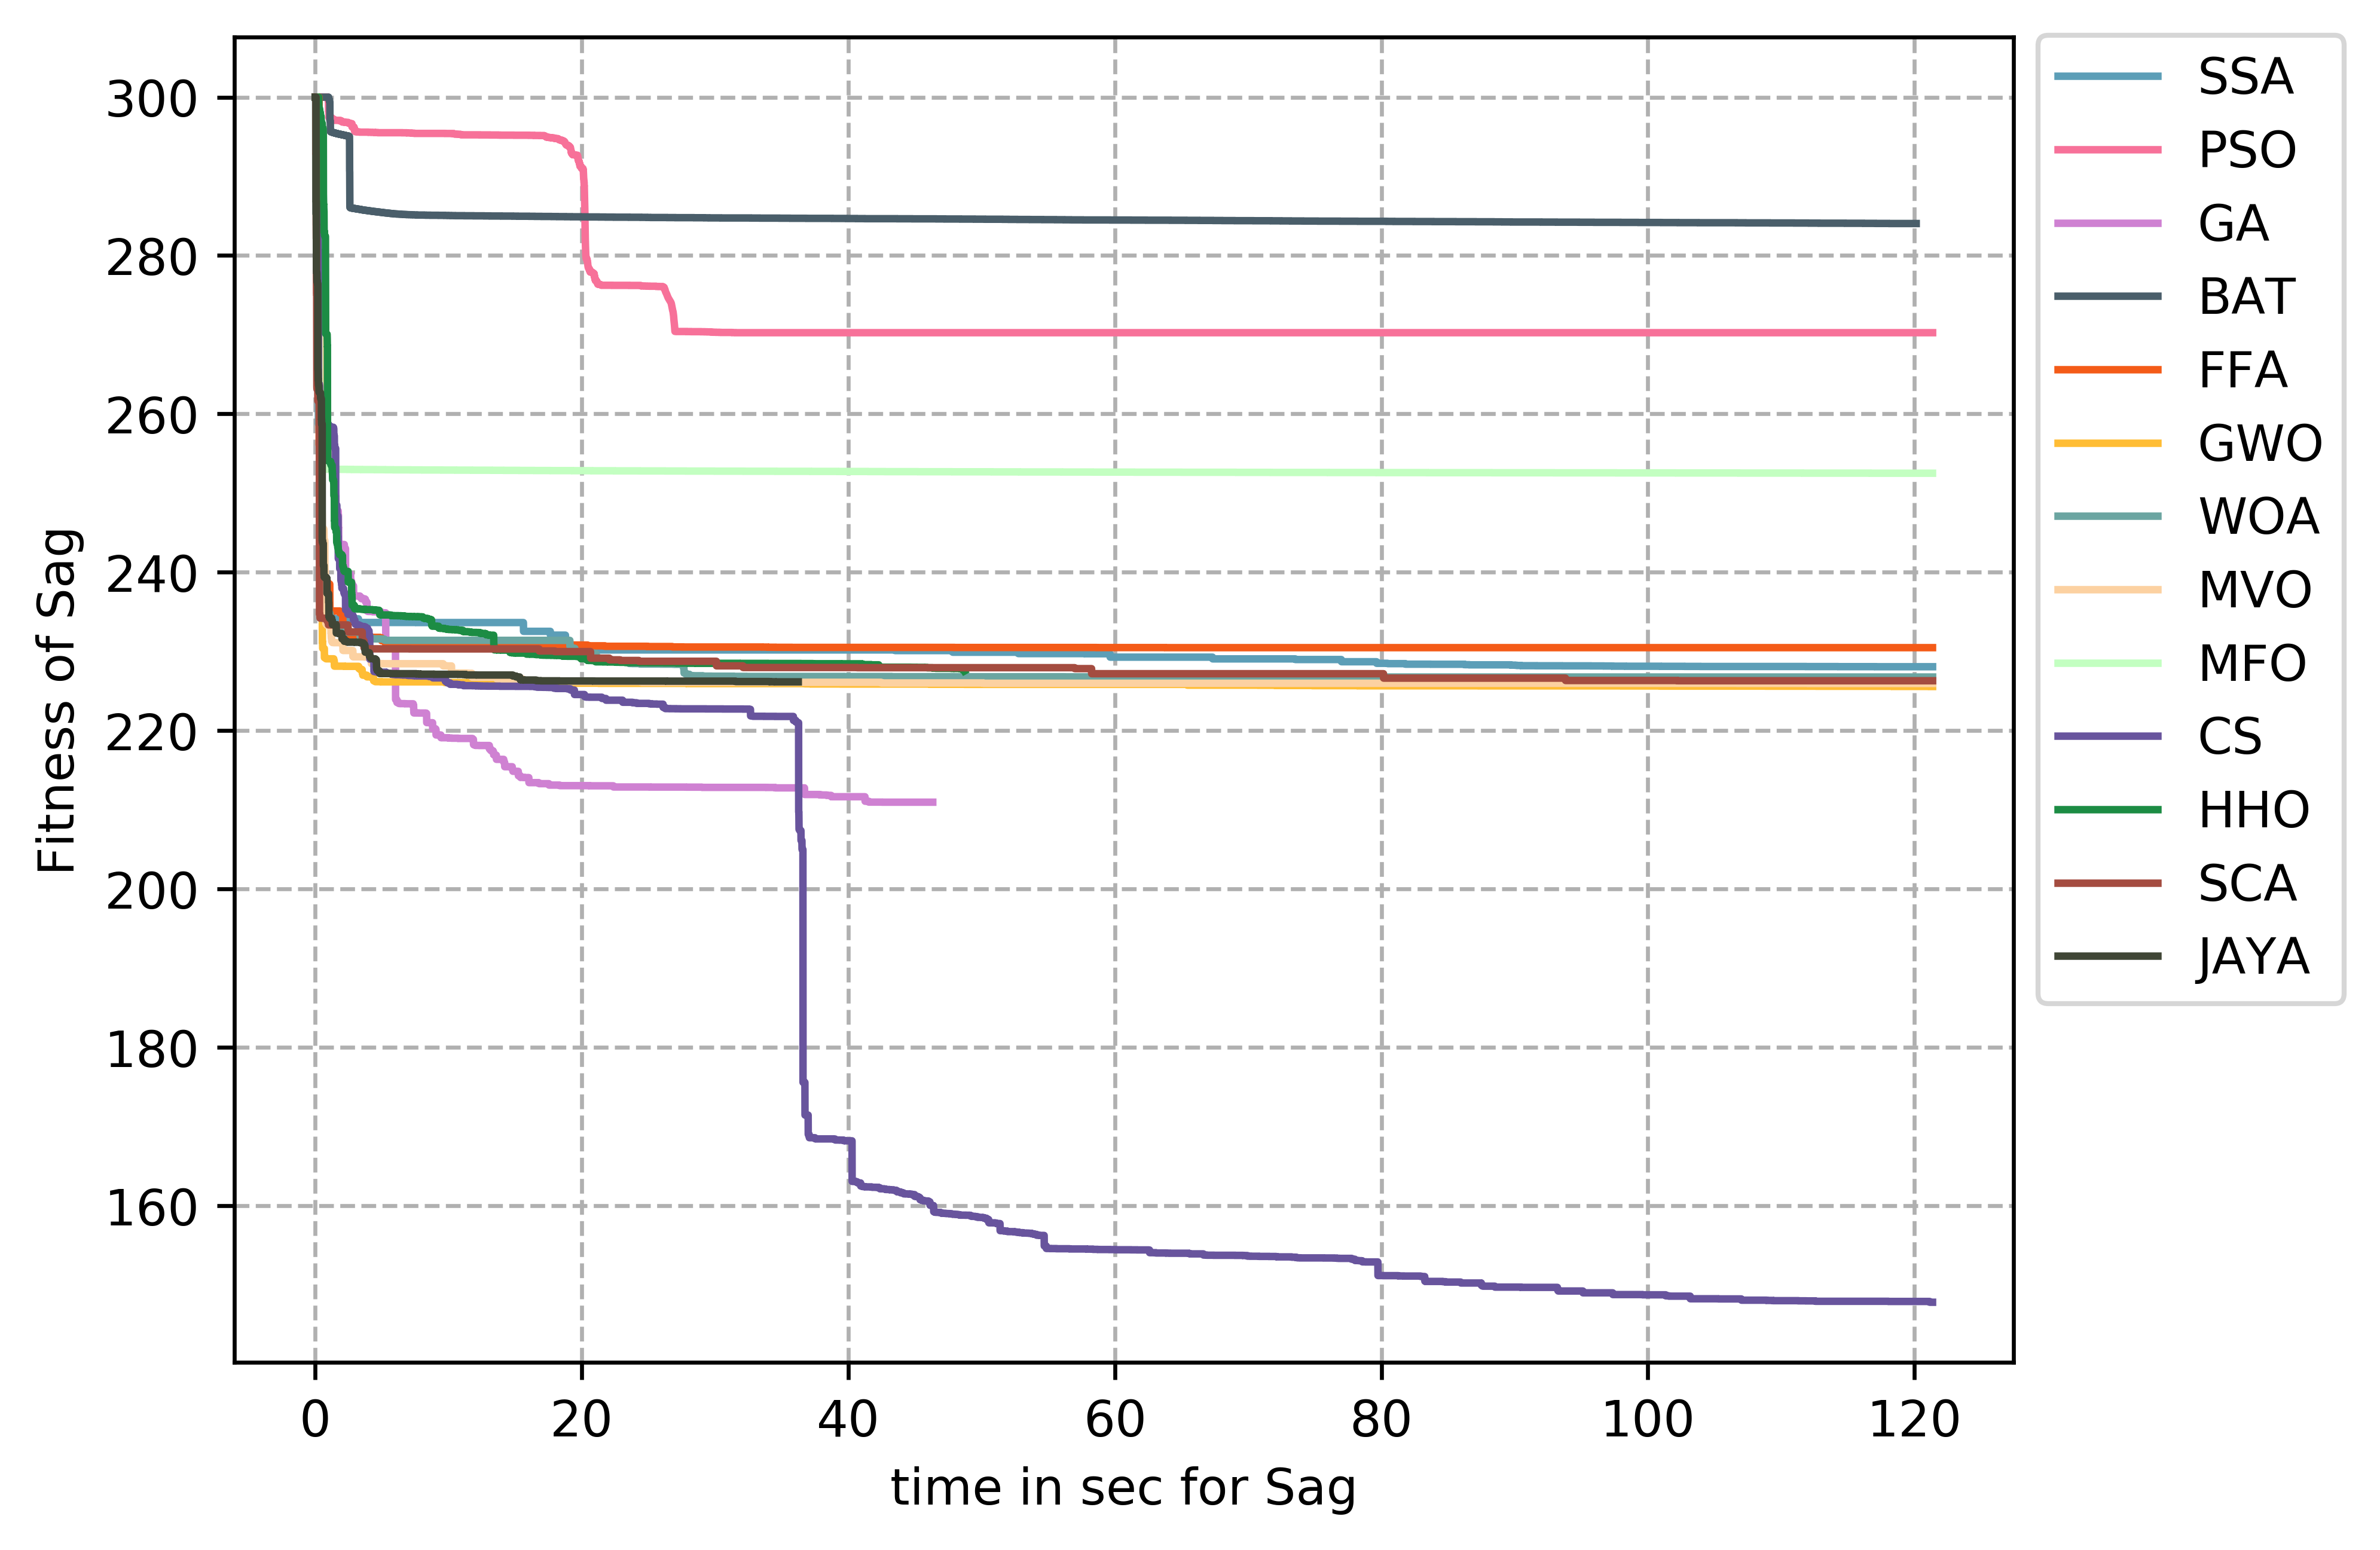 300
280
260
240
220
200
180
160
Fitness of Sag
0 20 40 60 80 100 120
time in sec for Sag
SSA
PSO
GA
BAT
FFA
GWO
WOA
MVO
MFO
CS
HHO
SCA
JAYA